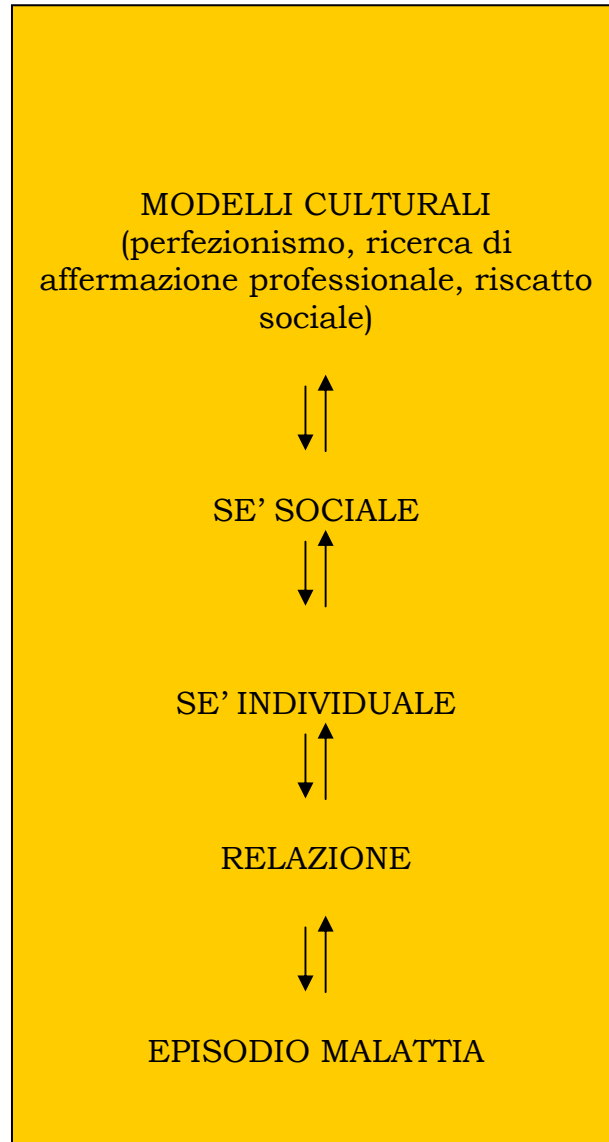 MODELLI CULTURALI
(perfezionismo, ricerca di
affermazione professionale, riscatto
sociale)
SE’ SOCIALE
SE’ INDIVIDUALE
RELAZIONE
EPISODIO MALATTIA